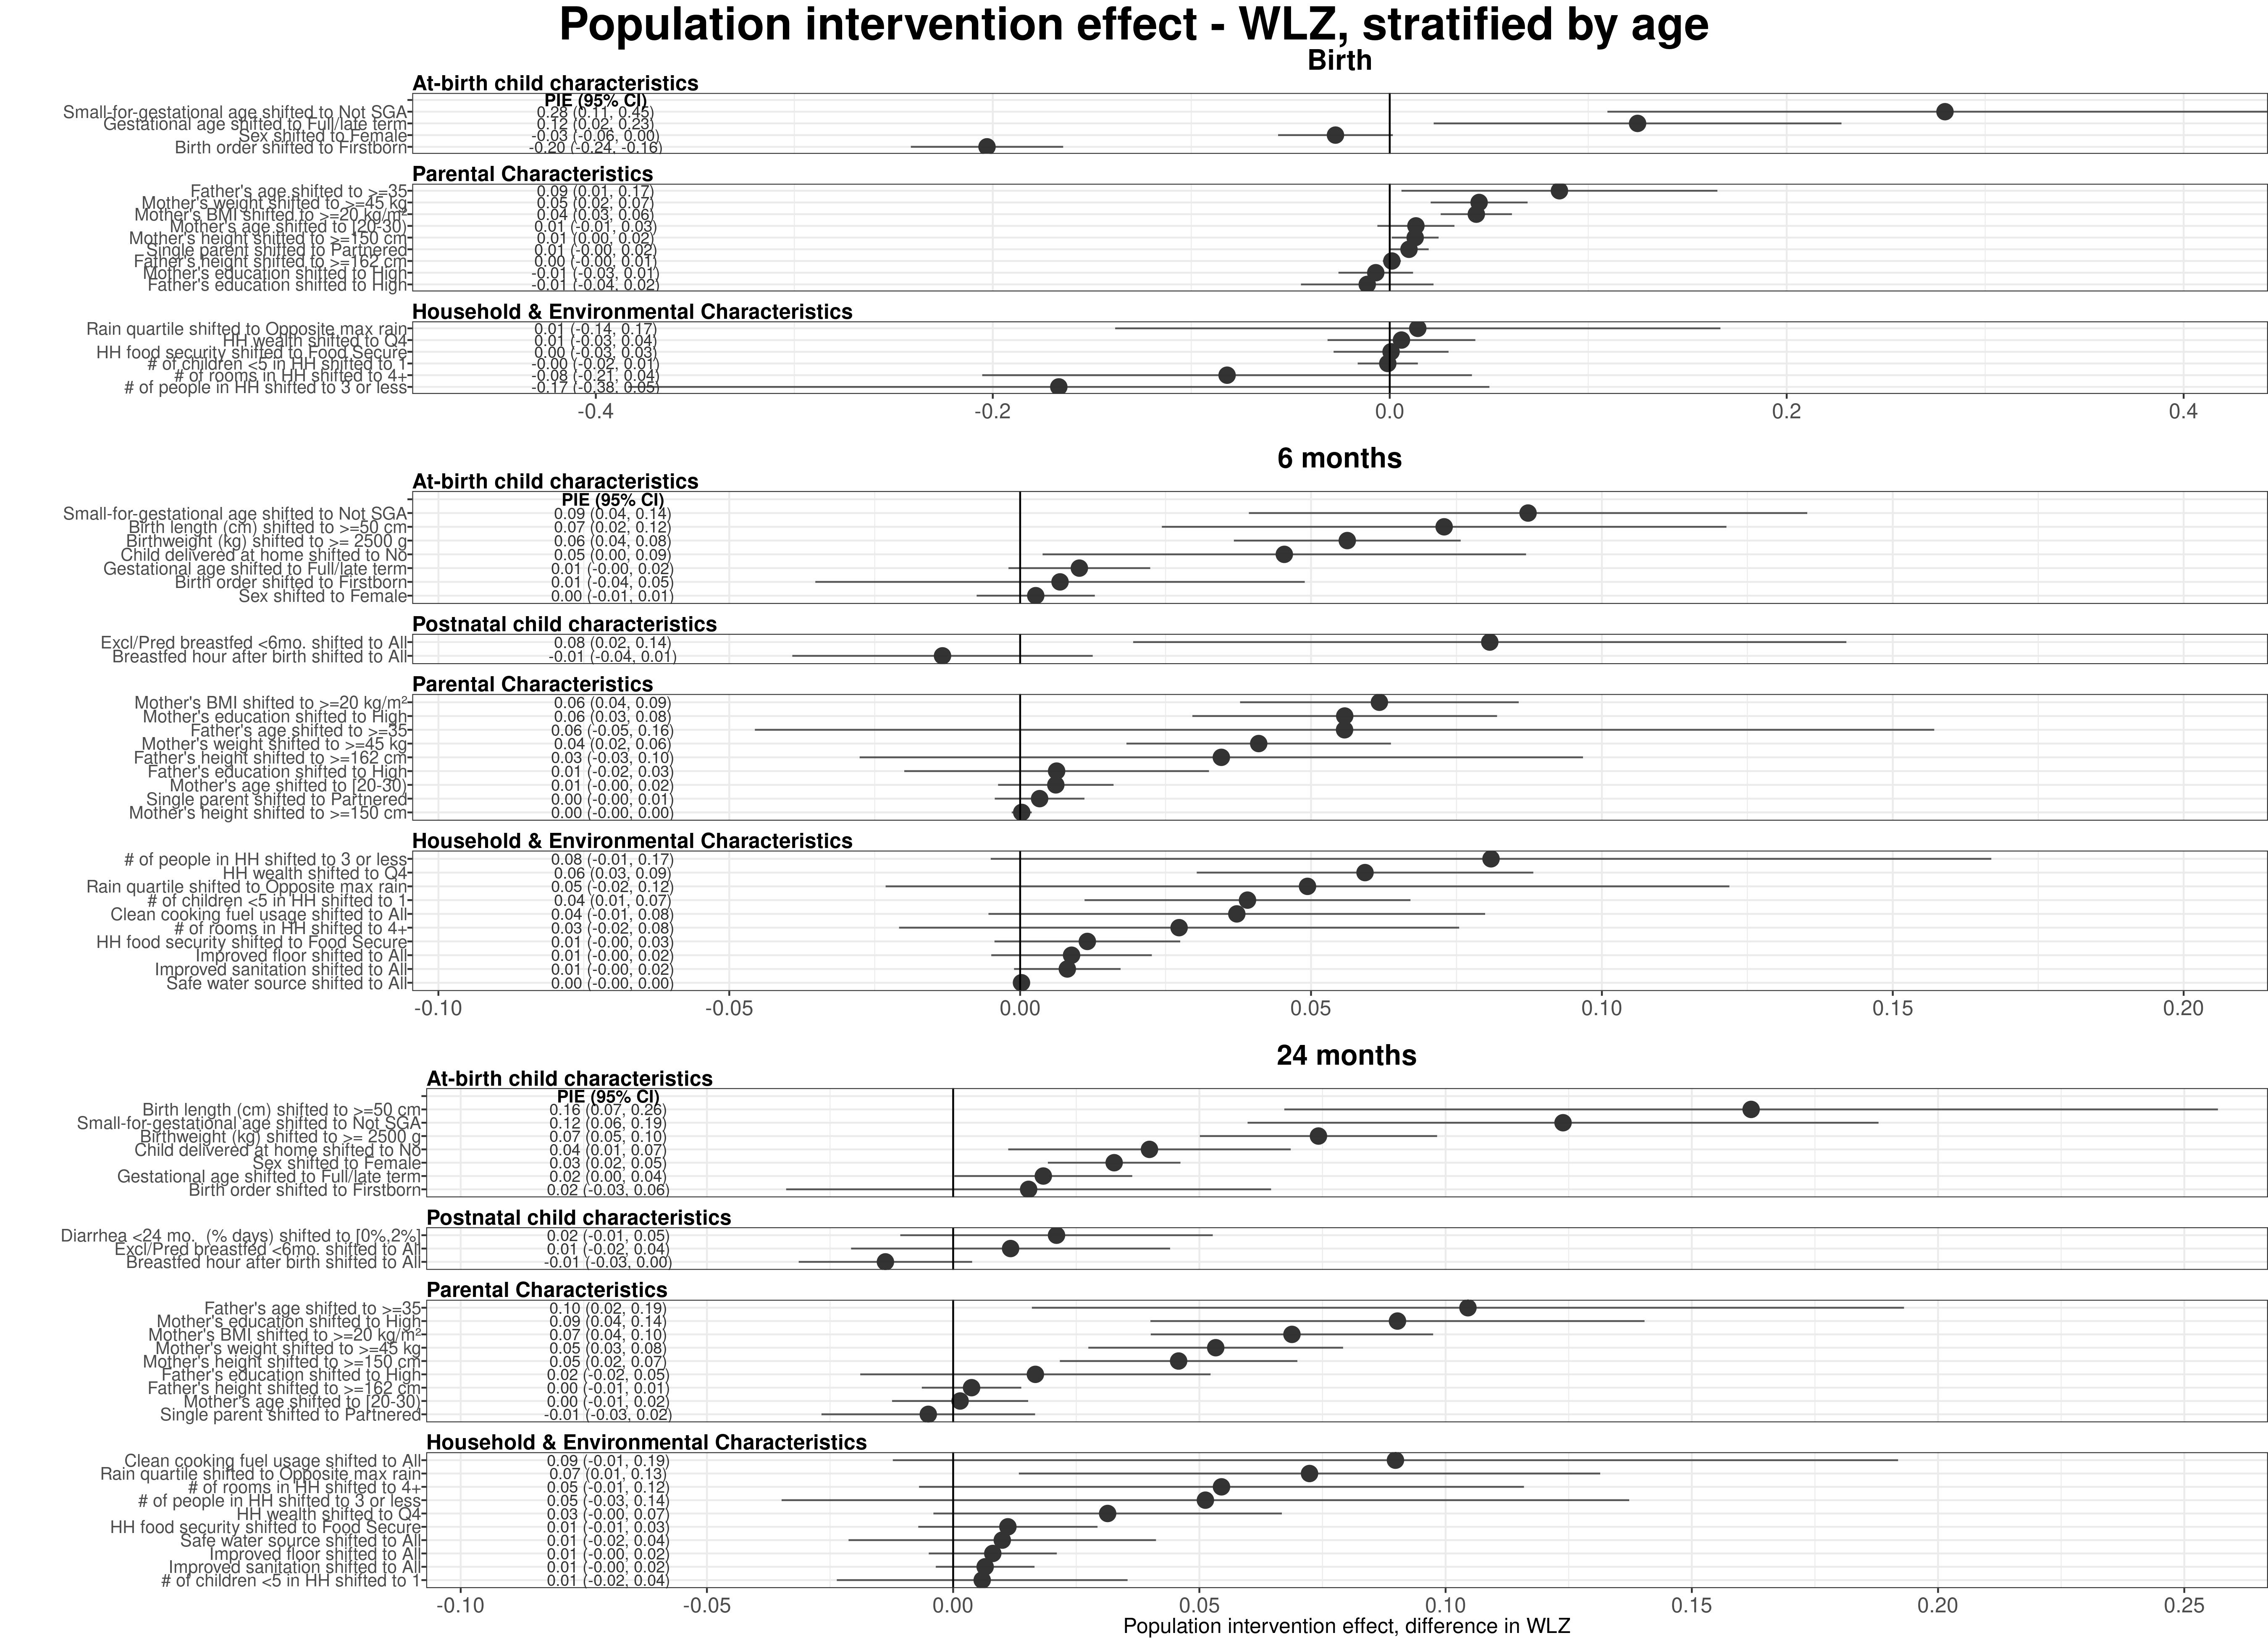 Population intervention effect - WLZ, stratified by age
Birth
At-birth child characteristics
PIE (95% CI)
Small-for-gestational age shifted to Not SGA 0.28 (0.11, 0.45)
Gestational age shifted to Full/late term 0.12 (0.02, 0.23)
Sex shifted to Female -0.03 (-0.06, 0.00)
Birth order shifted to Firstborn -0.20 (-0.24, -0.16)
Parental Characteristics
Father's age shifted to >=35 0.09 (0.01, 0.17)
Mother's weight shifted to >=45 kg 0.05 (0.02, 0.07)
Mother's BMI shifted to >=20 kg/m² 0.04 (0.03, 0.06)
Mother's age shifted to [20-30) 0.01 (-0.01, 0.03)
Mother's height shifted to >=150 cm 0.01 (0.00, 0.02)
Single parent shifted to Partnered 0.01 (-0.00, 0.02)
Father's height shifted to >=162 cm 0.00 (-0.00, 0.01)
Mother's education shifted to High -0.01 (-0.03, 0.01)
Father's education shifted to High -0.01 (-0.04, 0.02)
Household & Environmental Characteristics
Rain quartile shifted to Opposite max rain 0.01 (-0.14, 0.17)
HH wealth shifted to Q4 0.01 (-0.03, 0.04)
HH food security shifted to Food Secure 0.00 (-0.03, 0.03)
# of children <5 in HH shifted to 1 -0.00 (-0.02, 0.01)
# of rooms in HH shifted to 4+ -0.08 (-0.21, 0.04)
# of people in HH shifted to 3 or less -0.17 (-0.38, 0.05)
-0.4 -0.2 0.0 0.2 0.4
6 months
At-birth child characteristics
PIE (95% CI)
Small-for-gestational age shifted to Not SGA 0.09 (0.04, 0.14)
Birth length (cm) shifted to >=50 cm 0.07 (0.02, 0.12)
Birthweight (kg) shifted to >= 2500 g 0.06 (0.04, 0.08)
Child delivered at home shifted to No 0.05 (0.00, 0.09)
Gestational age shifted to Full/late term 0.01 (-0.00, 0.02)
Birth order shifted to Firstborn 0.01 (-0.04, 0.05)
Sex shifted to Female 0.00 (-0.01, 0.01)
Postnatal child characteristics
Excl/Pred breastfed <6mo. shifted to All 0.08 (0.02, 0.14)
Breastfed hour after birth shifted to All -0.01 (-0.04, 0.01)
Parental Characteristics
Mother's BMI shifted to >=20 kg/m² 0.06 (0.04, 0.09)
Mother's education shifted to High 0.06 (0.03, 0.08)
Father's age shifted to >=35 0.06 (-0.05, 0.16)
Mother's weight shifted to >=45 kg 0.04 (0.02, 0.06)
Father's height shifted to >=162 cm 0.03 (-0.03, 0.10)
Father's education shifted to High 0.01 (-0.02, 0.03)
Mother's age shifted to [20-30) 0.01 (-0.00, 0.02)
Single parent shifted to Partnered 0.00 (-0.00, 0.01)
Mother's height shifted to >=150 cm 0.00 (-0.00, 0.00)
Household & Environmental Characteristics
# of people in HH shifted to 3 or less 0.08 (-0.01, 0.17)
HH wealth shifted to Q4 0.06 (0.03, 0.09)
Rain quartile shifted to Opposite max rain 0.05 (-0.02, 0.12)
# of children <5 in HH shifted to 1 0.04 (0.01, 0.07)
Clean cooking fuel usage shifted to All 0.04 (-0.01, 0.08)
# of rooms in HH shifted to 4+ 0.03 (-0.02, 0.08)
HH food security shifted to Food Secure 0.01 (-0.00, 0.03)
Improved floor shifted to All 0.01 (-0.00, 0.02)
Improved sanitation shifted to All 0.01 (-0.00, 0.02)
Safe water source shifted to All 0.00 (-0.00, 0.00)
-0.10 -0.05 0.00 0.05 0.10 0.15 0.20
24 months
At-birth child characteristics
PIE (95% CI)
Birth length (cm) shifted to >=50 cm 0.16 (0.07, 0.26)
Small-for-gestational age shifted to Not SGA 0.12 (0.06, 0.19)
Birthweight (kg) shifted to >= 2500 g 0.07 (0.05, 0.10)
Child delivered at home shifted to No 0.04 (0.01, 0.07)
Sex shifted to Female 0.03 (0.02, 0.05)
Gestational age shifted to Full/late term 0.02 (0.00, 0.04)
Birth order shifted to Firstborn 0.02 (-0.03, 0.06)
Postnatal child characteristics
Diarrhea <24 mo. (% days) shifted to [0%,2%] 0.02 (-0.01, 0.05)
Excl/Pred breastfed <6mo. shifted to All 0.01 (-0.02, 0.04)
Breastfed hour after birth shifted to All -0.01 (-0.03, 0.00)
Parental Characteristics
Father's age shifted to >=35 0.10 (0.02, 0.19)
Mother's education shifted to High 0.09 (0.04, 0.14)
Mother's BMI shifted to >=20 kg/m² 0.07 (0.04, 0.10)
Mother's weight shifted to >=45 kg 0.05 (0.03, 0.08)
Mother's height shifted to >=150 cm 0.05 (0.02, 0.07)
Father's education shifted to High 0.02 (-0.02, 0.05)
Father's height shifted to >=162 cm 0.00 (-0.01, 0.01)
Mother's age shifted to [20-30) 0.00 (-0.01, 0.02)
Single parent shifted to Partnered -0.01 (-0.03, 0.02)
Household & Environmental Characteristics
Clean cooking fuel usage shifted to All 0.09 (-0.01, 0.19)
Rain quartile shifted to Opposite max rain 0.07 (0.01, 0.13)
# of rooms in HH shifted to 4+ 0.05 (-0.01, 0.12)
# of people in HH shifted to 3 or less 0.05 (-0.03, 0.14)
HH wealth shifted to Q4 0.03 (-0.00, 0.07)
HH food security shifted to Food Secure 0.01 (-0.01, 0.03)
Safe water source shifted to All 0.01 (-0.02, 0.04)
Improved floor shifted to All 0.01 (-0.00, 0.02)
Improved sanitation shifted to All 0.01 (-0.00, 0.02)
# of children <5 in HH shifted to 1 0.01 (-0.02, 0.04)
-0.10 -0.05 0.00 0.05 0.10 0.15 0.20 0.25
Population intervention effect, difference in WLZ